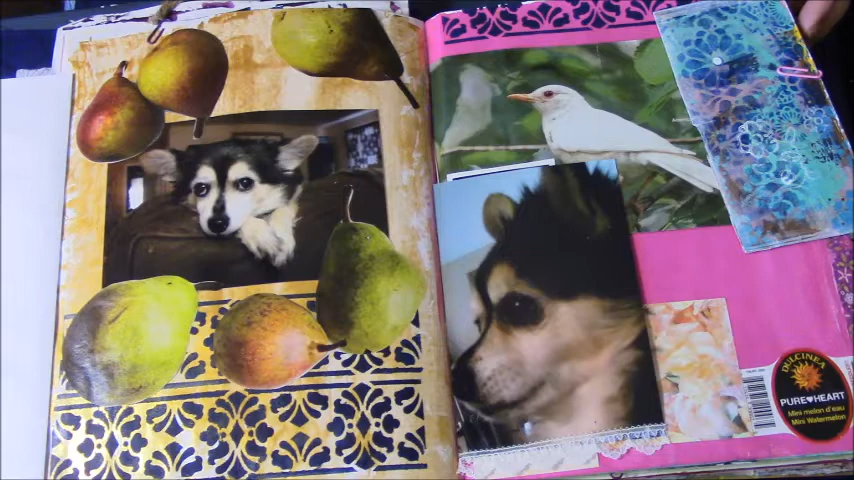 DULCINEA
PURE♥HEART
Mini melon d'eau
Mini Watermelon